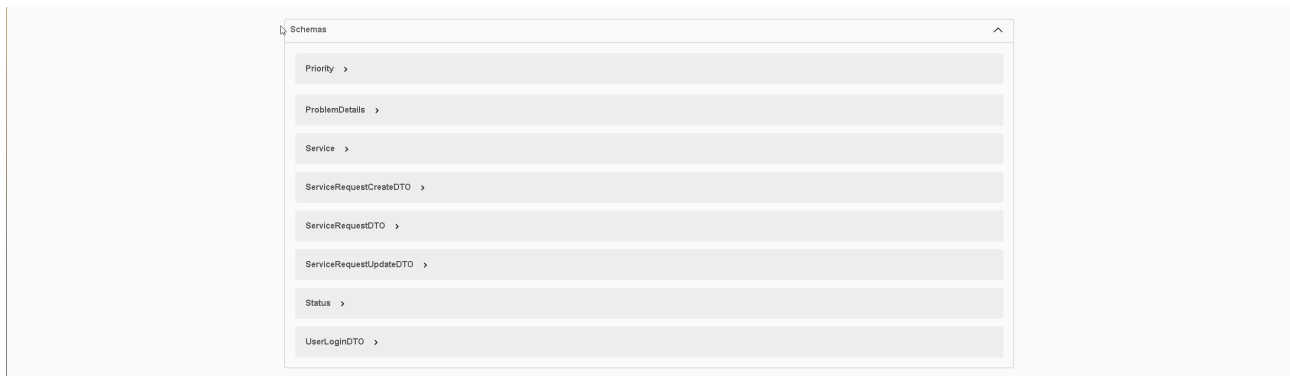 Schemas
Priority
ProblemDetails
Service
ServiceRequestCreateDTO
ServiceRequestDTO
ServiceRequestUpdateDTO
Status
UserLoginDTO